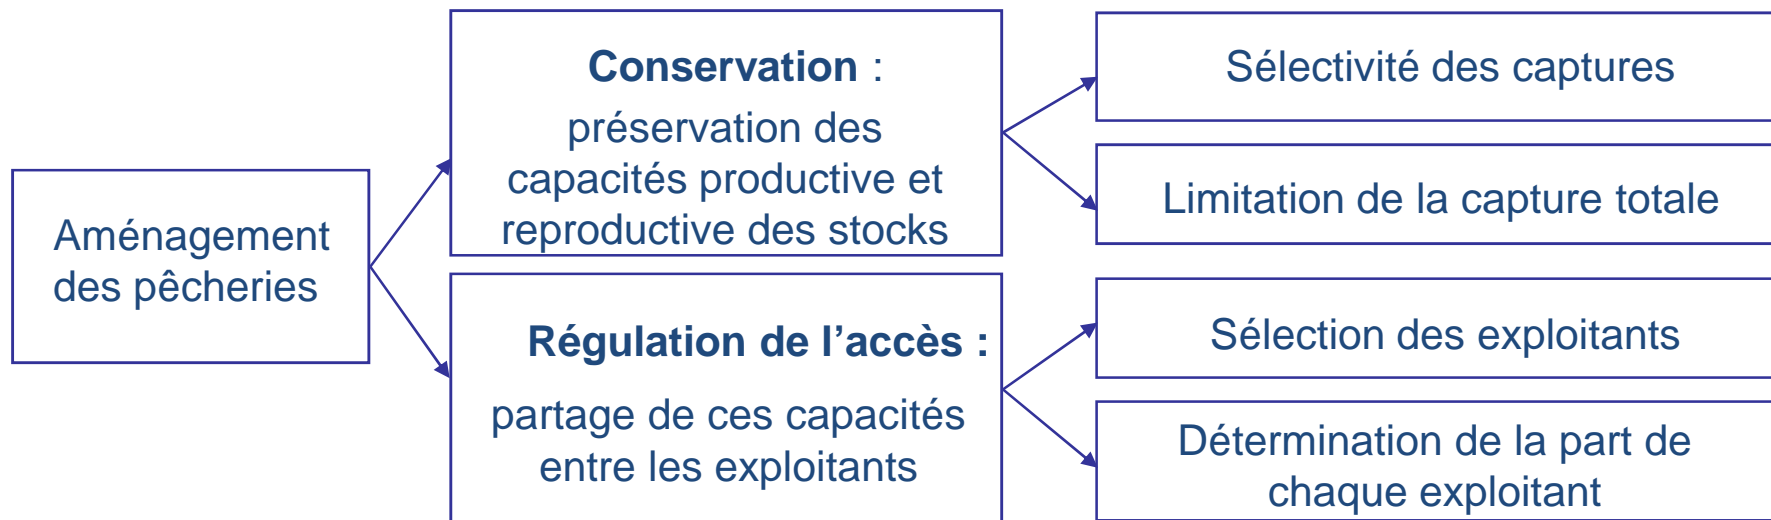 Aménagement
des pêcheries
Conservation :
préservation des
capacités productive et
reproductive des stocks
Régulation de l’accès :
partage de ces capacités
entre les exploitants
Sélectivité des captures
Limitation de la capture totale
Sélection des exploitants
Détermination de la part de
chaque exploitant